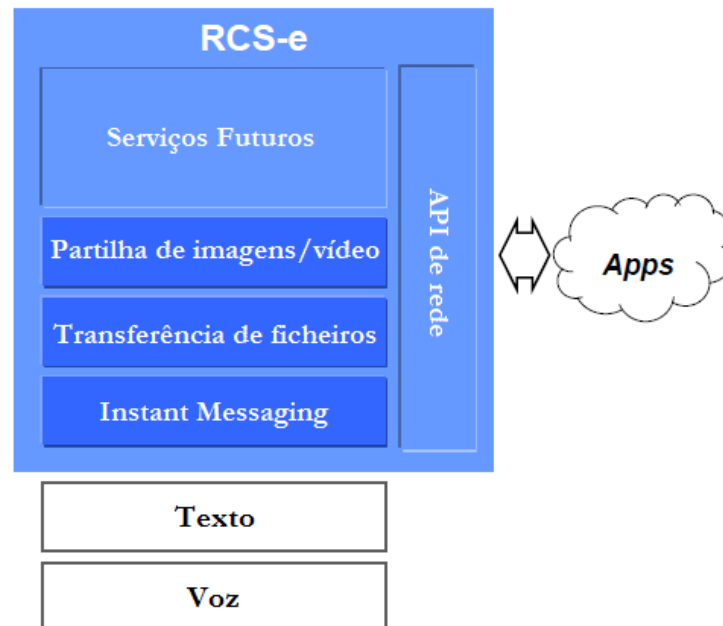 RCS-e
Serviços Futuros
Partilha de imagens/vídeo
Transferência de ficheiros
Instant Messaging
API de rede
Apps
Texto
Voz